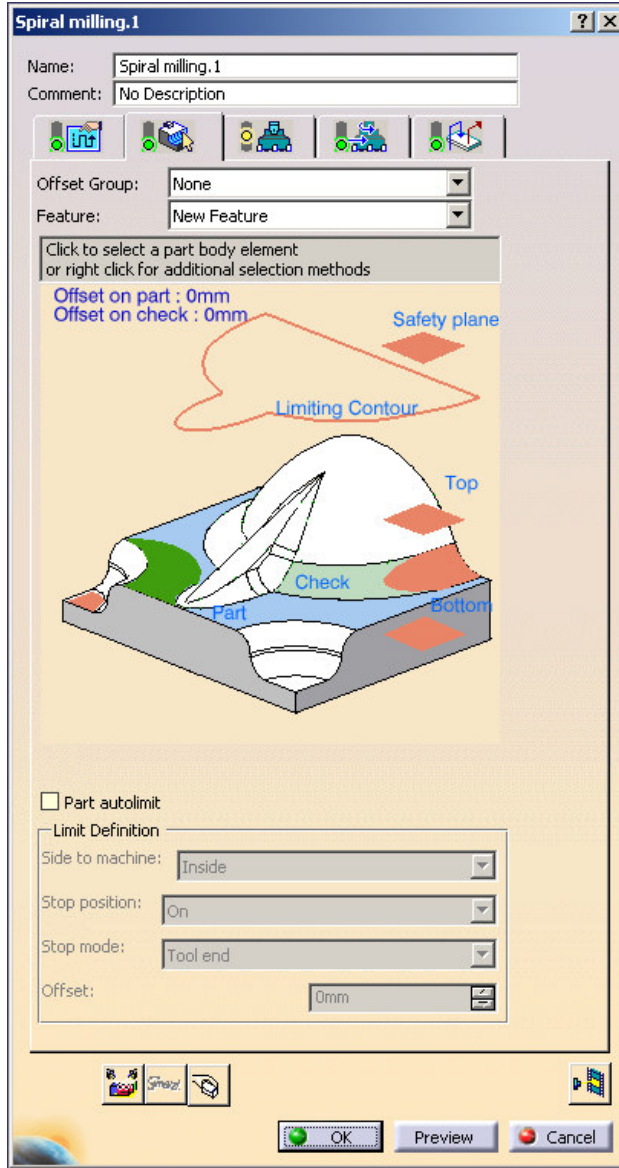 Spiral milling.1
Name: Spiral milling.1
Comment: No Description
Offset Group: None
Feature: New Feature
Click to select a part body element
or right click for additional selection methods
Offset on part : 0mm
Offset on check : 0mm
Safety plane
Limiting Contour
Top
Check
Part
Bottom
Part autolimit
Limit Definition
Side to machine: Inside
Stop position: On
Stop mode: Tool end
Offset: 0mm
OK Preview Cancel